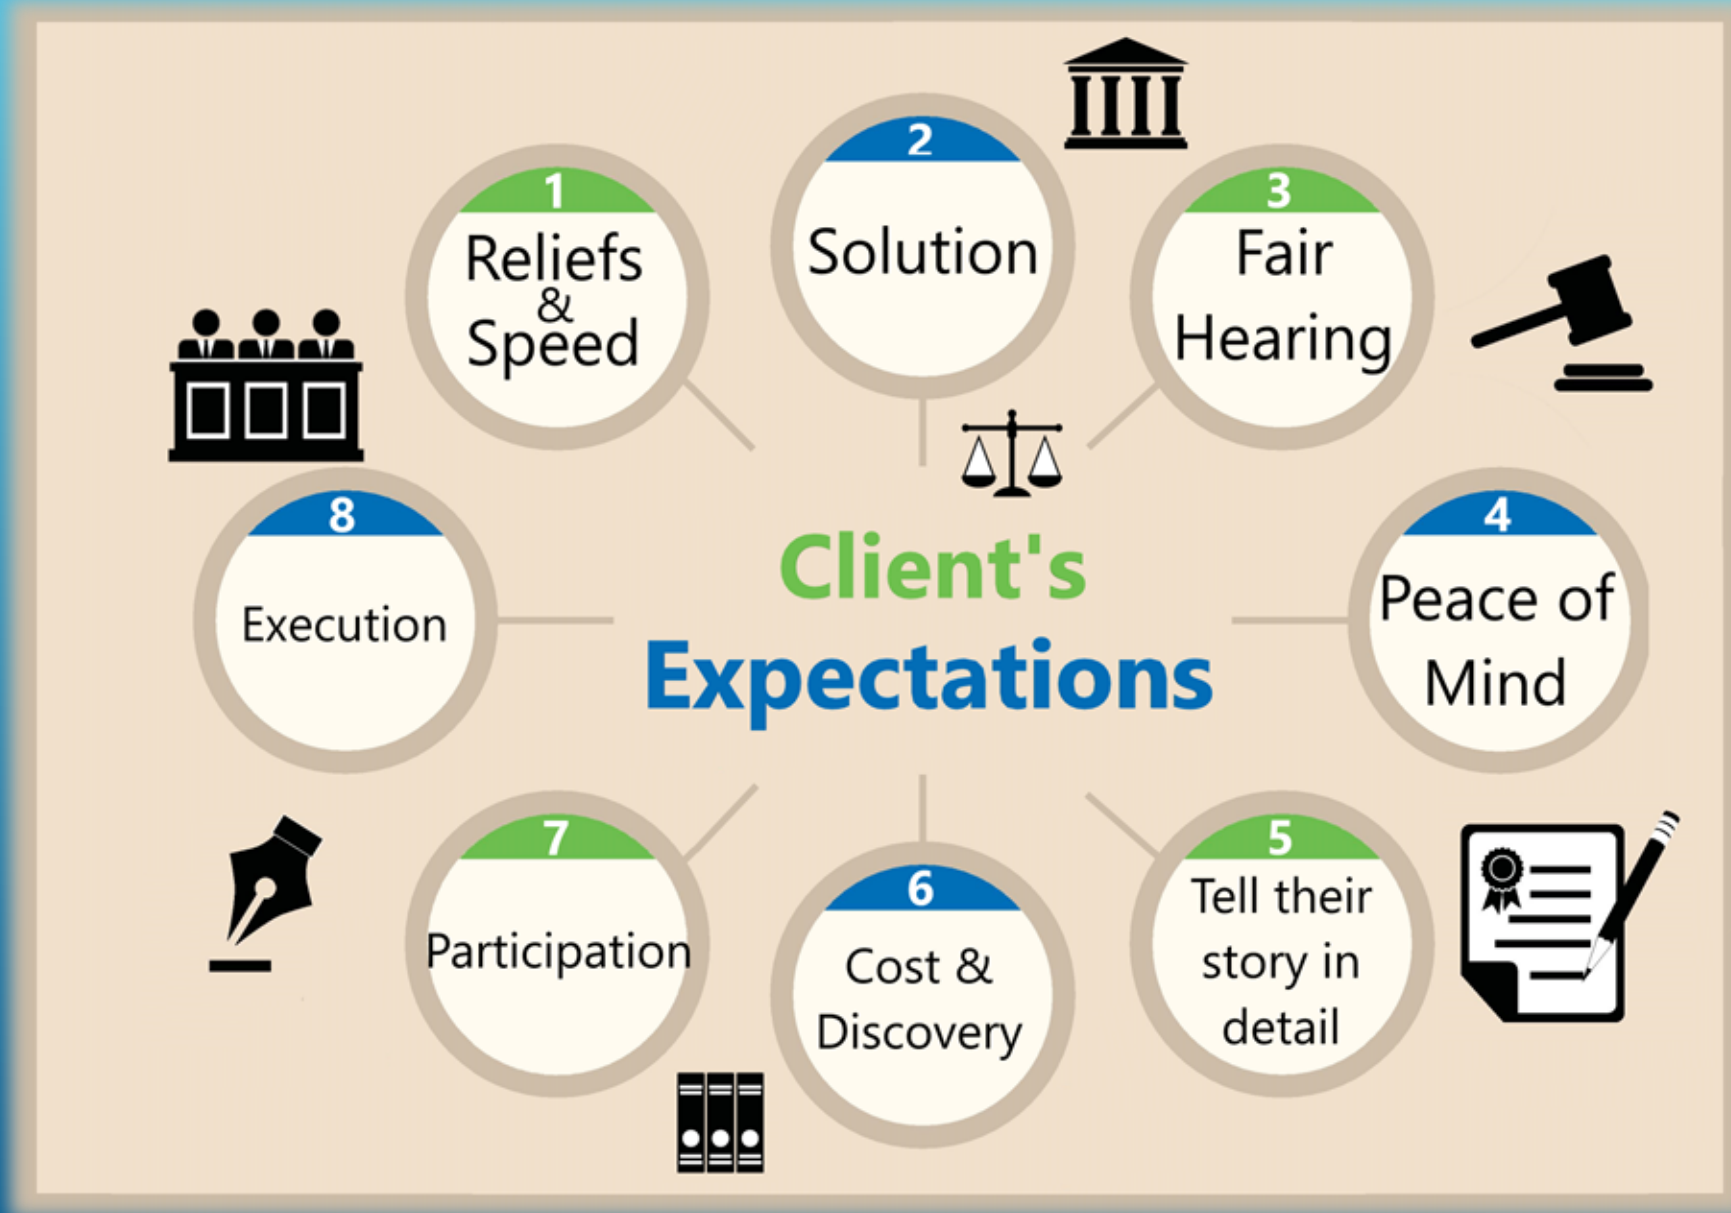 1
Reliefs
&
Speed
2
Solution
3
Fair
Hearing
4
Peace of
Mind
5
Tell their
story in
detail
6
Cost &
Discovery
7
Participation
8
Execution
Client's
Expectations